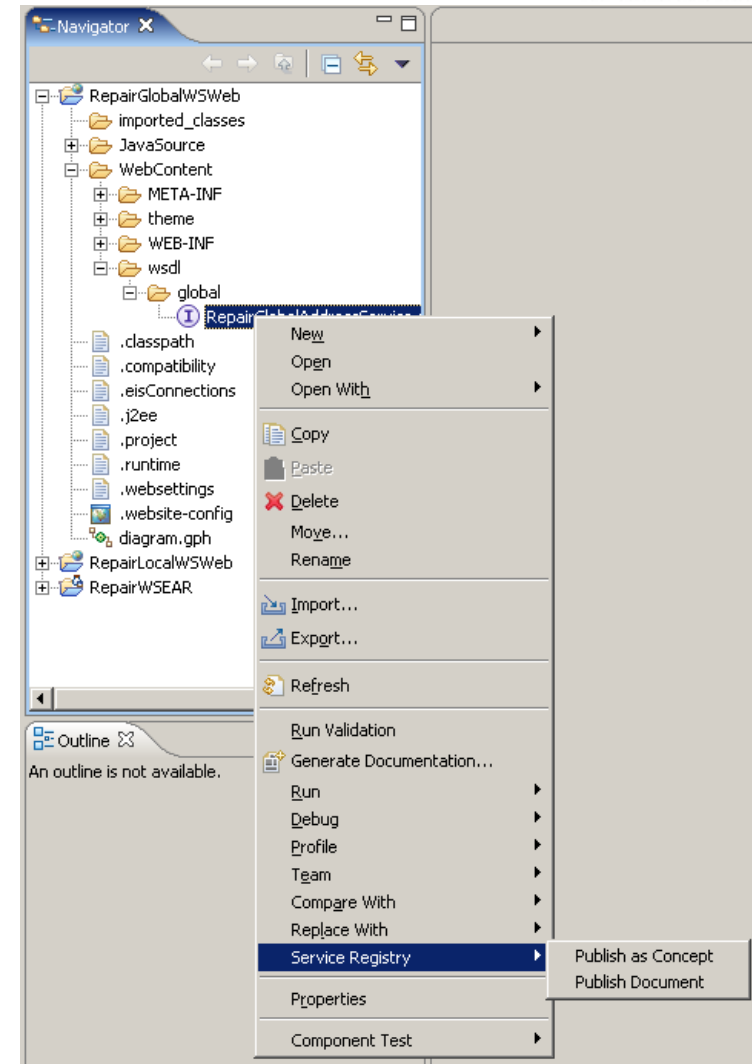 Navigator
RepairGlobalWSWeb
imported_classes
JavaSource
WebContent
META-INF
theme
WEB-INF
wsdl
global
.classpath
.compatibility
.eisConnections
.j2ee
.project
.runtime
.websettings
.website-config
diagram.gph
RepairLocalWSWeb
RepairWSEAR
Outline
An outline is not available.
New
Open
Open With
Copy
Paste
Delete
Move...
Rename
Import...
Export...
Refresh
Run Validation
Generate Documentation...
Run
Debug
Profile
Team
Compare With
Replace With
Service Registry
Properties
Component Test
Publish as Concept
Publish Document